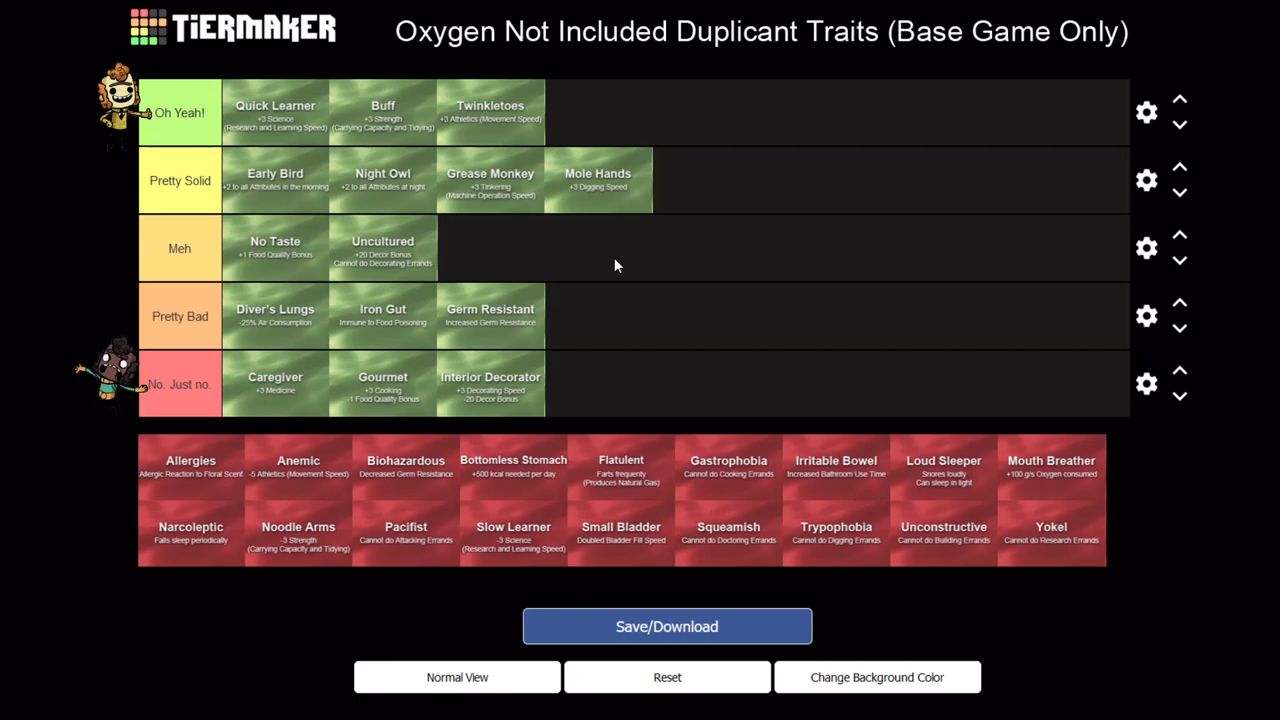 TIERMAKER
Oxygen Not Included Duplicant Traits (Base Game Only)
Oh Yeah!
Quick Learner
+3 Science
(Research and Learning Speed)
Buff
+3 Strength
(Carrying Capacity and Tidying)
Twinkletoes
+3 Athletics (Movement Speed)
Pretty Solid
Early Bird
+2 to all Attributes in the morning
Night Owl
+2 to all Attributes at night
Grease Monkey
+3 Tinkering
(Machine Operation Speed)
Mole Hands
+3 Digging Speed
Meh
No Taste
+1 Food Qualify Bonus
Uncultured
+20 Decor Bonus
Cannot do Decorating Errands
Pretty Bad
Diver's Lungs
-25% Air Consumption
Iron Gut
Immune to Food Poisoning
Germ Resistant
Increased Germ Resistance
No. Just no.
Caregiver
+3 Medicine
Gourmet
+3 Cooking
-1 Food Qualify Bonus
Interior Decorator
+3 Decorating Speed
-20 Decor Bonus
Allergies
Allergic Reaction to Floral Scent
Anemic
-5 Athletics (Movement Speed)
Biohazardous
Decreased Germ Resistance
Bottomless Stomach
+500 kcal needed per day
Flatulent
Farts frequently
(Produces Natural Gas)
Gastrophobia
Cannot do Cooking Errands
Irritable Bowel
Increased Bathroom Use Time
Loud Sleeper
Snores loudly
Can sleep in light
Mouth Breather
+100 g/s Oxygen consumed
Narcoleptic
Falls sleep periodically
Noodle Arms
-3 Strength
(Carrying Capacity and Tidying)
Pacifist
Cannot do Attacking Errands
Slow Learner
-3 Science
(Research and Learning Speed)
Small Bladder
Doubled Bladder Fill Speed
Squeamish
Cannot do Doctoring Errands
Trypophobia
Cannot do Digging Errands
Unconstructive
Cannot do Building Errands
Yokel
Cannot do Research Errands
Save/Download
Normal View
Reset
Change Background Color